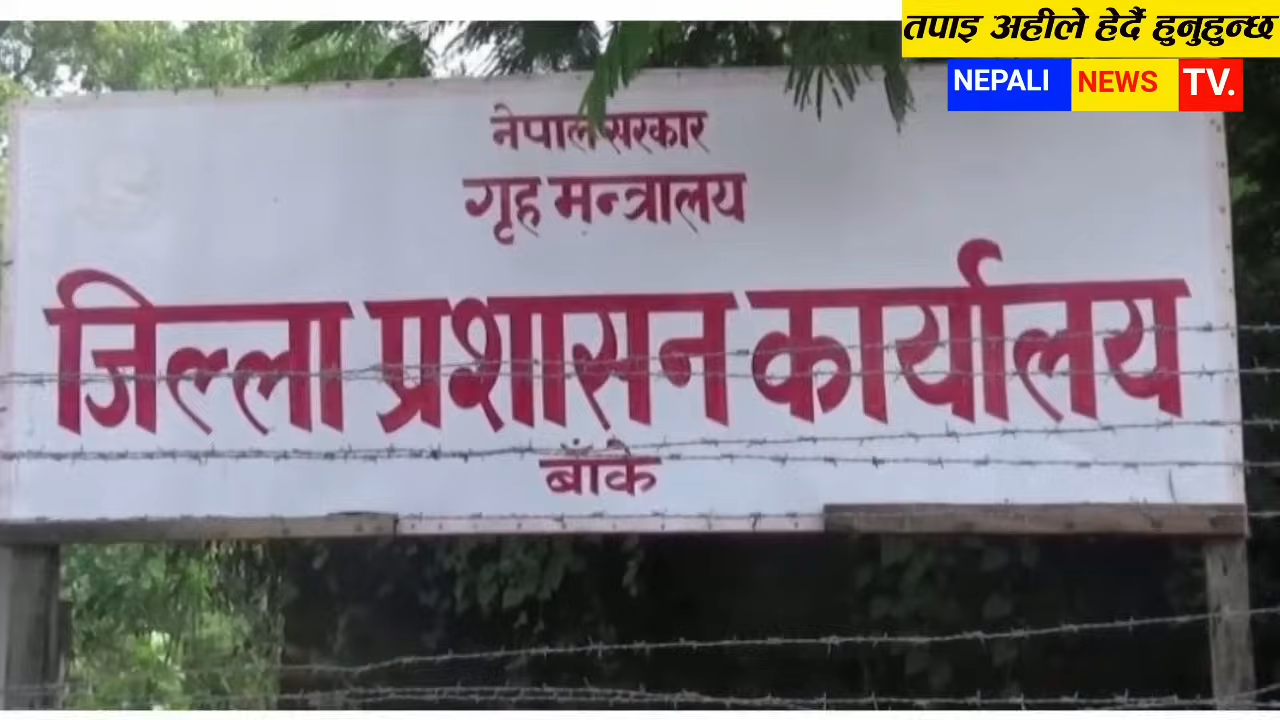 तपाइ अहीले हेर्दै हुनुहुन्छ
NEPALI NEWS TV.
नेपाल सरकार
गृह मन्त्रालय
जिल्ला प्रशासन कार्यालय
बाँके